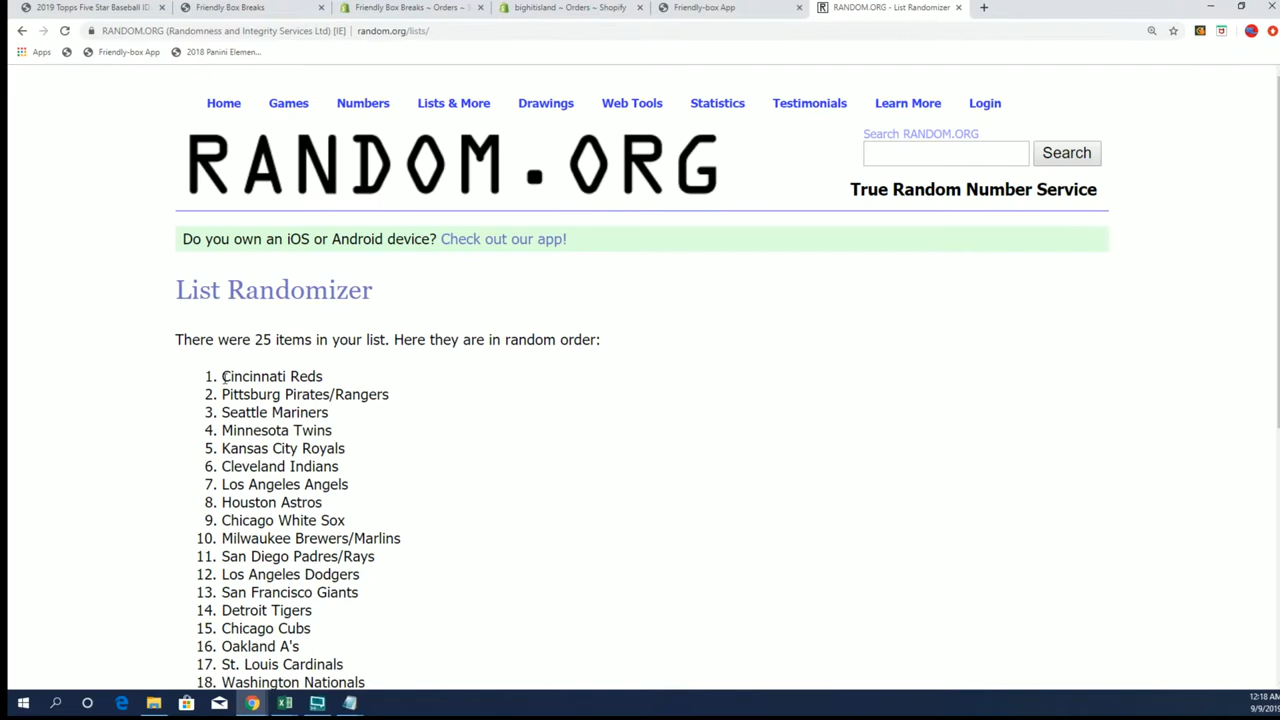 2019 Topps Five Star Baseball ID
Friendly Box Breaks
Friendly Box Breaks ~ Orders ~ S
bighitisland ~ Orders ~ Shopify
Friendly-box App
RANDOM.ORG - List Randomizer
RANDOM.ORG (Randomness and Integrity Services Ltd) [IE] | random.org/lists/
Apps Friendly-box App 2018 Panini Elemen...
Home Games Numbers Lists & More Drawings Web Tools Statistics Testimonials Learn More Login
RANDOM.ORG
Search RANDOM.ORG
Search
True Random Number Service
Do you own an iOS or Android device? Check out our app!
List Randomizer
There were 25 items in your list. Here they are in random order:
1. Cincinnati Reds
2. Pittsburg Pirates/Rangers
3. Seattle Mariners
4. Minnesota Twins
5. Kansas City Royals
6. Cleveland Indians
7. Los Angeles Angels
8. Houston Astros
9. Chicago White Sox
10. Milwaukee Brewers/Marlins
11. San Diego Padres/Rays
12. Los Angeles Dodgers
13. San Francisco Giants
14. Detroit Tigers
15. Chicago Cubs
16. Oakland A's
17. St. Louis Cardinals
18. Washington Nationals
12:18 AM
9/9/2019